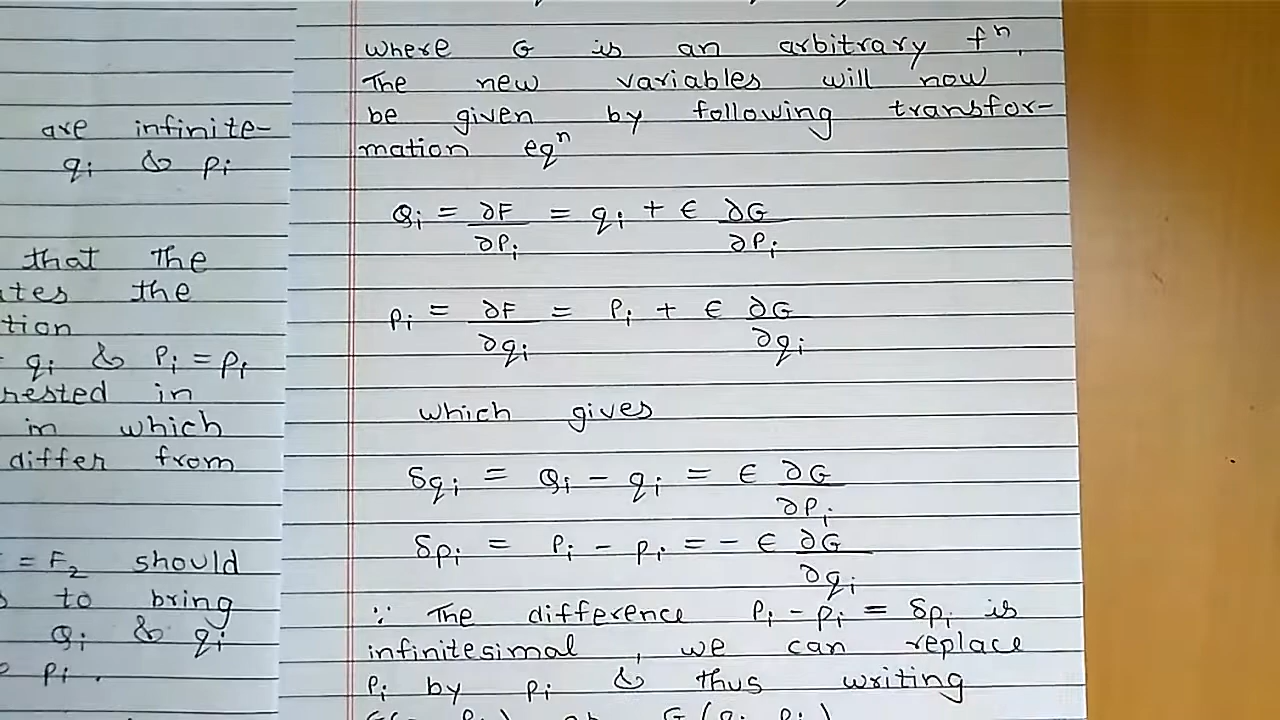 are infinite-
qi & pi
that the
tes the
tion
qi & Pi = pi
rested in
in which
differ from
= F2 should
to bring
Qi & qi
pi.
where G is an arbitrary fⁿ.
The new variables will now
be given by following transfor-
mation eqⁿ
Qi = ∂F/∂Pi = qi + ϵ ∂G/∂Pi
pi = ∂F/∂qi = Pi + ϵ ∂G/∂qi
which gives
δqi = Qi - qi = ϵ ∂G/∂Pi
δpi = Pi - pi = - ϵ ∂G/∂qi
∵ The difference Pi - pi = δpi is
infinitesimal, we can replace
Pi by pi & thus writing